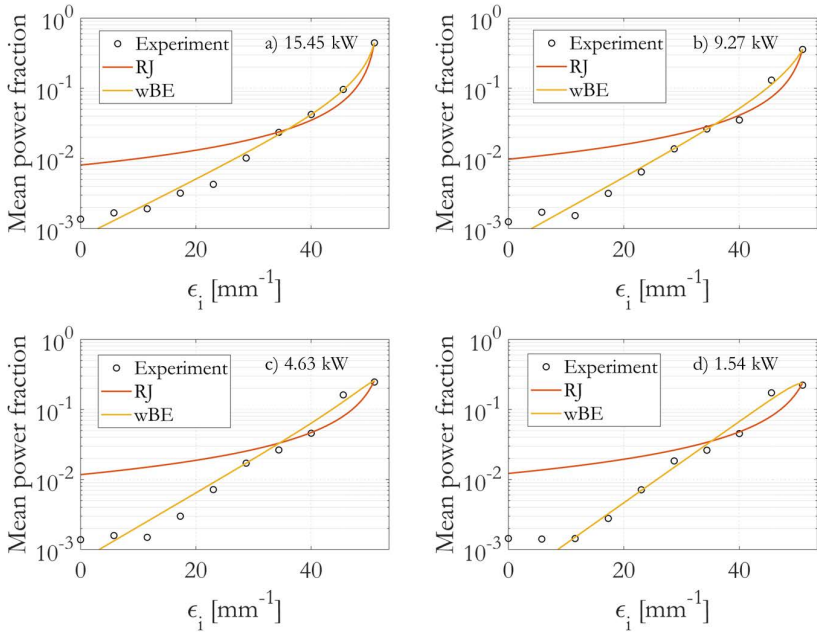 10^0
Experiment
a) 15.45 kW
RJ
wBE
10^-1
10^-2
10^-3
Mean power fraction
0
20
40
ϵ_i [mm^-1]
10^0
Experiment
b) 9.27 kW
RJ
wBE
10^-1
10^-2
10^-3
Mean power fraction
0
20
40
ϵ_i [mm^-1]
10^0
Experiment
c) 4.63 kW
RJ
wBE
10^-1
10^-2
10^-3
Mean power fraction
0
20
40
ϵ_i [mm^-1]
10^0
Experiment
d) 1.54 kW
RJ
wBE
10^-1
10^-2
10^-3
Mean power fraction
0
20
40
ϵ_i [mm^-1]